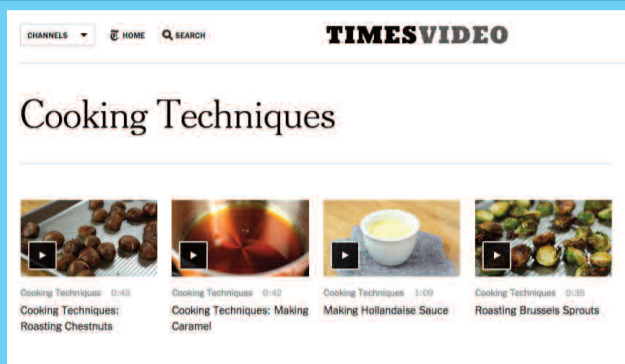 CHANNELS HOME SEARCH TIMESVIDEO
Cooking Techniques
Cooking Techniques 0:43
Cooking Techniques:
Roasting Chestnuts
Cooking Techniques 0:42
Cooking Techniques: Making
Caramel
Cooking Techniques 1:09
Making Hollandaise Sauce
Cooking Techniques 0:35
Roasting Brussels Sprouts